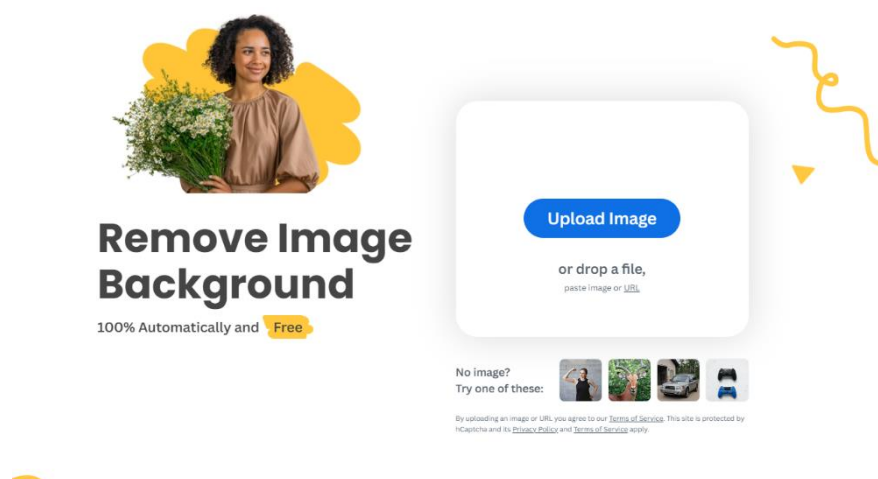 Remove Image
Background
100% Automatically and Free
Upload Image
or drop a file,
paste image or URL
No image?
Try one of these:
By uploading an image or URL you agree to our Terms of Service. This site is protected by
hCaptcha and its Privacy Policy and Terms of Service apply.